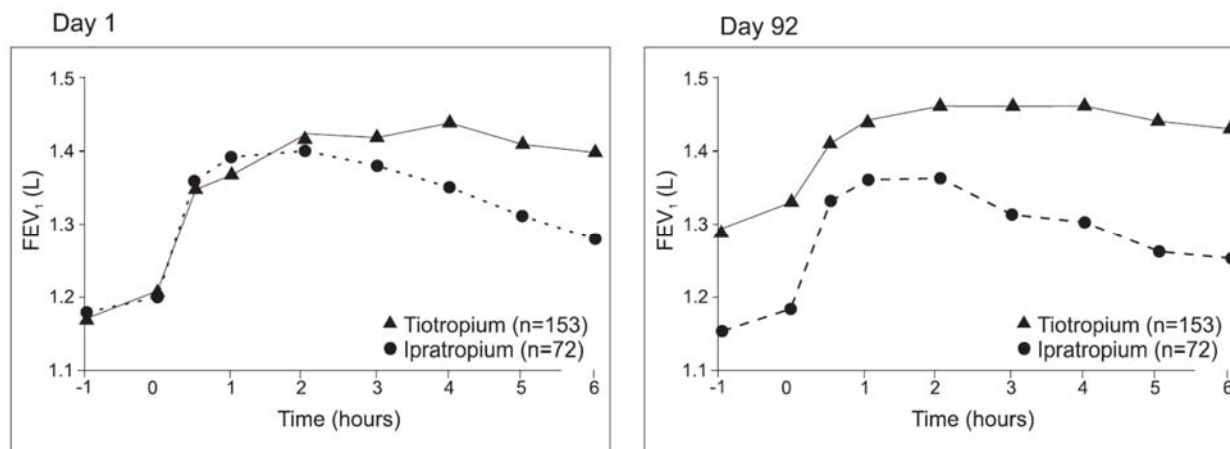 Day 1
FEV₁ (L)
1.5
1.4
1.3
1.2
1.1
Tiotropium (n=153)
Ipratropium (n=72)
-1 0 1 2 3 4 5 6
Time (hours)
Day 92
FEV₁ (L)
1.5
1.4
1.3
1.2
1.1
Tiotropium (n=153)
Ipratropium (n=72)
-1 0 1 2 3 4 5 6
Time (hours)